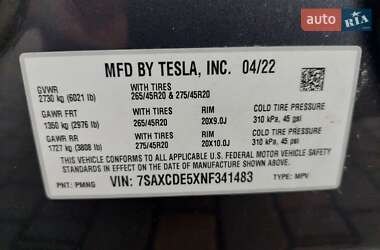 auto RIA
MFD BY TESLA, INC. 04/22
GVWR WITH TIRES
2730 kg (6021 lb) 265/45R20 & 275/45R20
GAWR FRT WITH TIRES RIM COLD TIRE PRESSURE
1350 kg (2976 lb) 265/45R20 20X9.0J 310 kPa, 45 psi
GAWR RR WITH TIRES RIM COLD TIRE PRESSURE
1727 kg (3808 lb) 275/45R20 20X10.0J 310 kPa, 45 psi
THIS VEHICLE CONFORMS TO ALL APPLICABLE
U.S. FEDERAL MOTOR VEHICLE SAFETY
IN EFFECT ON THE DATE OF
MANUFACTURE SHOWN ABOVE.
VIN: 7SAXCDE5XNF341483
PNT: PMNG TYPE: MPV